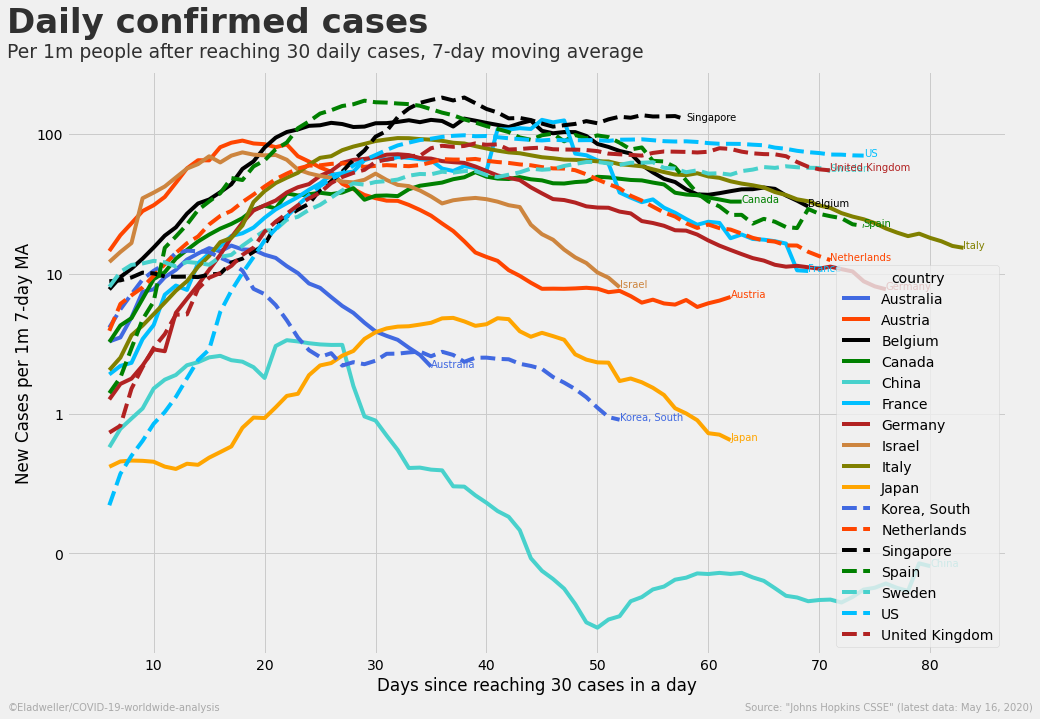 Daily confirmed cases
Per 1m people after reaching 30 daily cases, 7-day moving average
New Cases per 1m 7-day MA
100
10
1
0
Singapore
US
United Kingdom
Sweden
Canada
Belgium
Spain
Italy
Netherlands
France
Germany
Israel
Austria
Australia
Korea, South
Japan
China
country
Australia
Austria
Belgium
Canada
China
France
Germany
Israel
Italy
Japan
Korea, South
Netherlands
Singapore
Spain
Sweden
US
United Kingdom
10 20 30 40 50 60 70 80
Days since reaching 30 cases in a day
©Eladweller/COVID-19-worldwide-analysis
Source: "Johns Hopkins CSSE" (latest data: May 16, 2020)